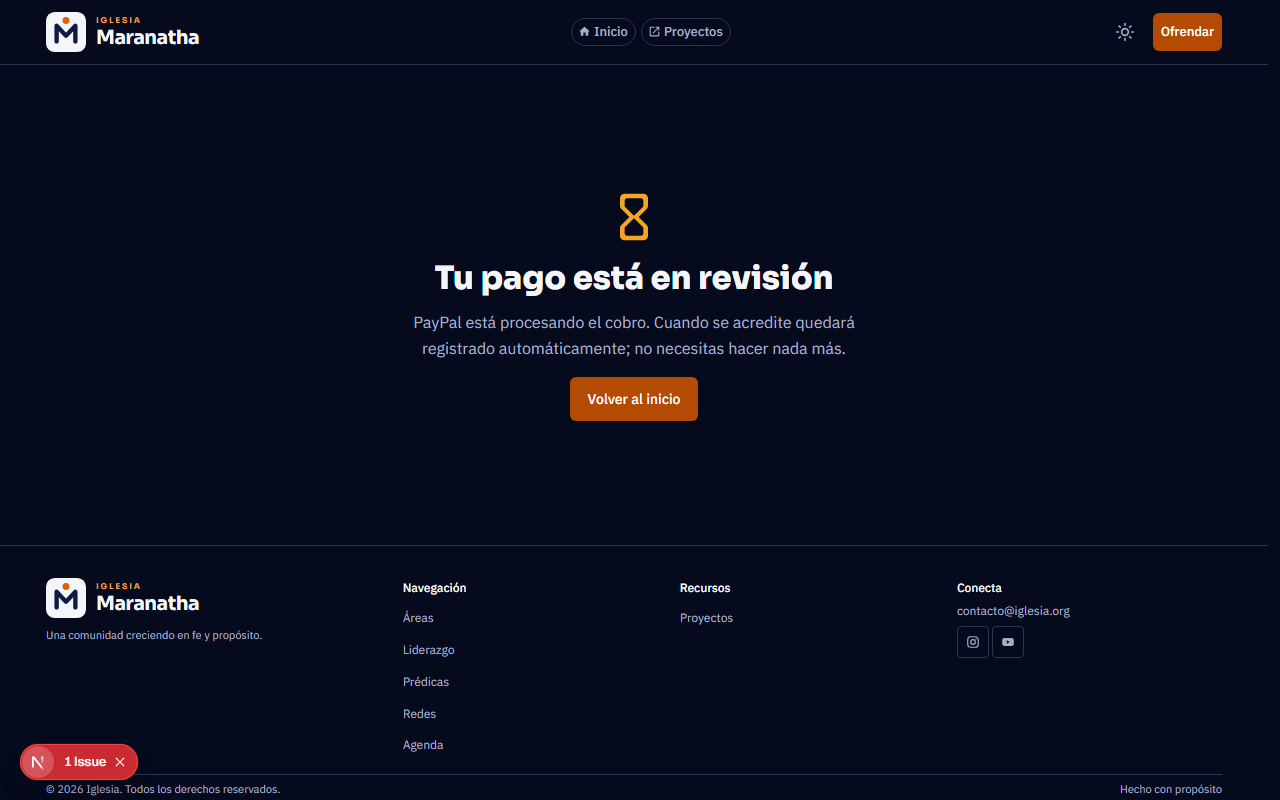 IGLESIA
Maranatha
Inicio
Proyectos
Ofrendar
Tu pago está en revisión
PayPal está procesando el cobro. Cuando se acredite quedará
registrado automáticamente; no necesitas hacer nada más.
Volver al inicio
IGLESIA
Maranatha
Una comunidad creciendo en fe y propósito.
Navegación
Áreas
Liderazgo
Prédicas
Redes
Agenda
Recursos
Proyectos
Conecta
contacto@iglesia.org
1 Issue
© 2026 Iglesia. Todos los derechos reservados.
Hecho con propósito